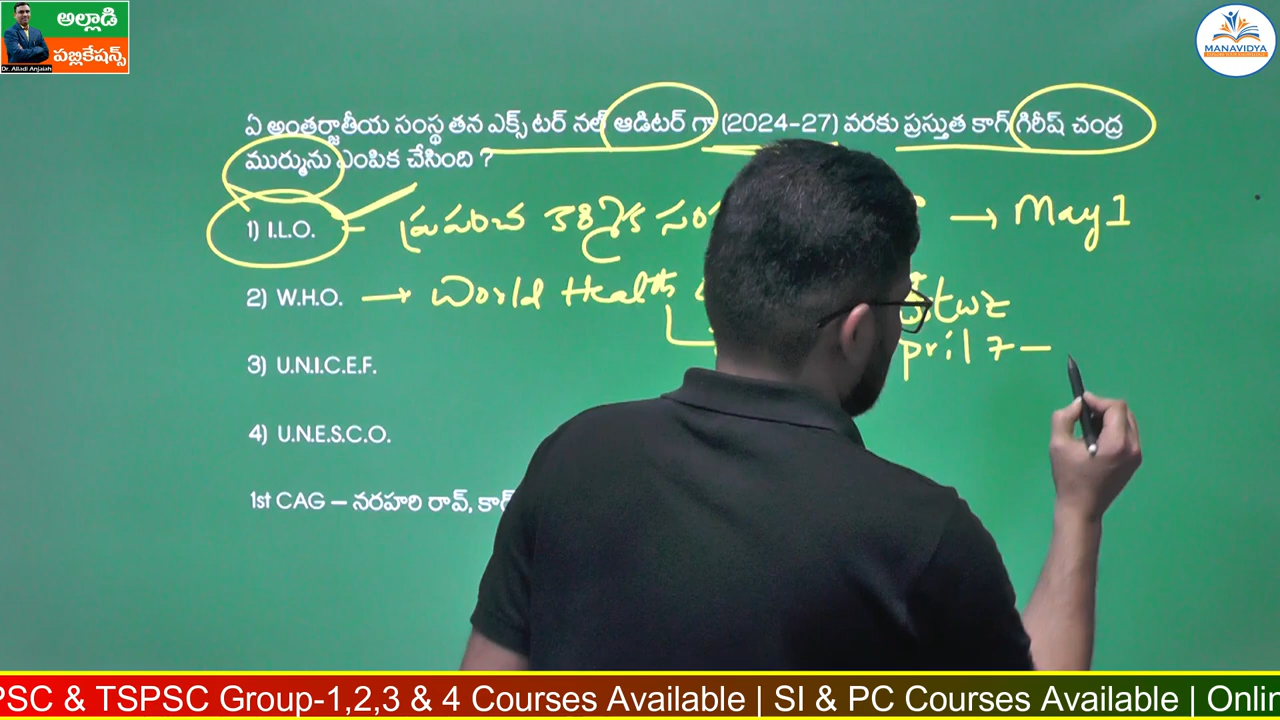 అల్లాడి
పబ్లికేషన్స్
Dr. Alladi Anjaiah
MANAVIDYA
ఏ అంతర్జాతీయ సంస్థ తన ఎక్స్ టర్ నల్ ఆడిటర్ గా (2024-27) వరకు ప్రస్తుత కాగ్ గిరీష్ చంద్ర
ముర్మును ఎంపిక చేసింది ?
1) I.L.O. – ప్రపంచ కార్మిక → May 1
2) W.H.O. → World Health
April 7 –
3) U.N.I.C.E.F.
4) U.N.E.S.C.O.
1st CAG – నరహరి రావ్, కాగ్
PSC & TSPSC Group-1,2,3 & 4 Courses Available | SI & PC Courses Available | Onlin